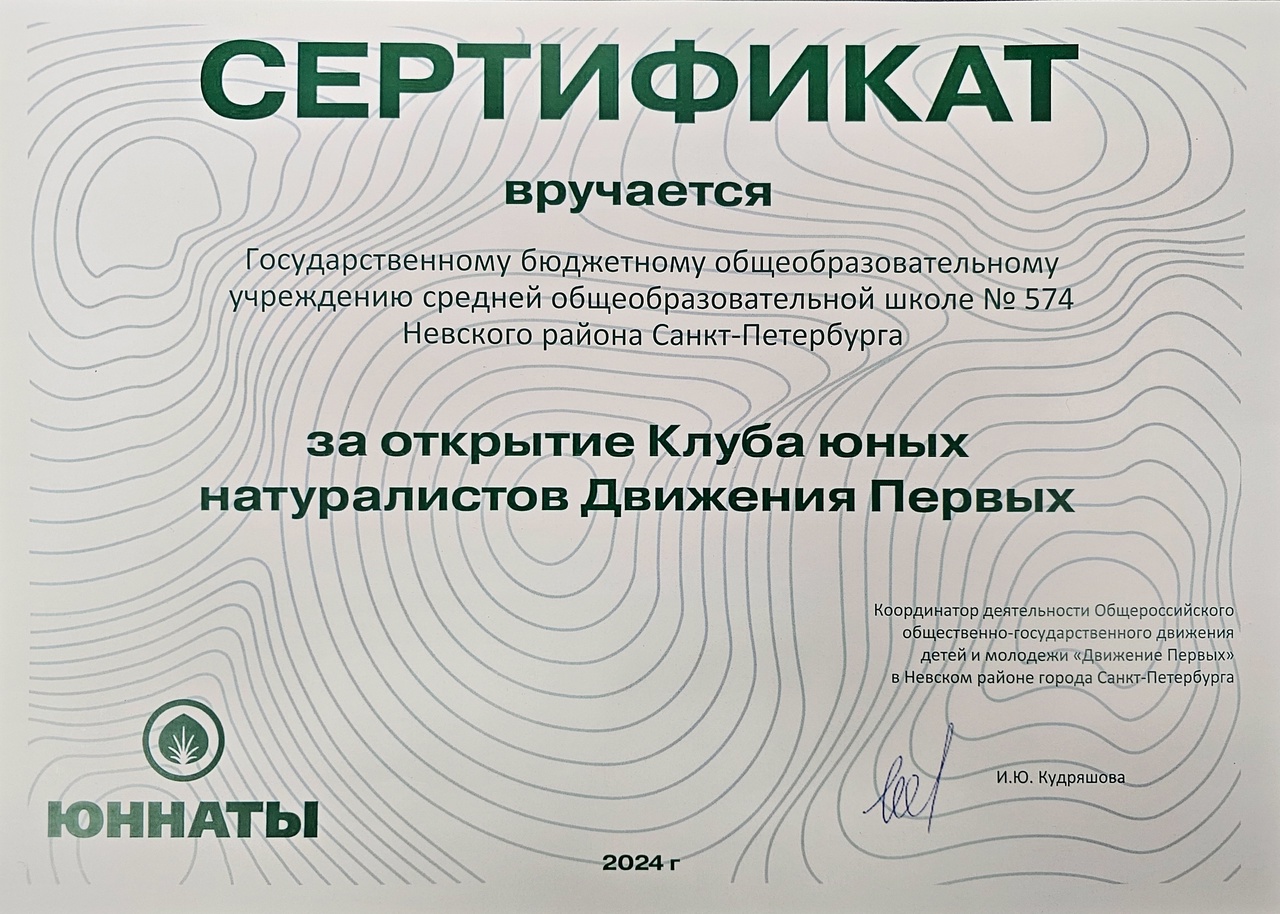 СЕРТИФИКАТ
вручается
Государственному бюджетному общеобразовательному
учреждению средней общеобразовательной школе № 574
Невского района Санкт-Петербурга
за открытие Клуба юных
натуралистов Движения Первых
Координатор деятельности Общероссийского
общественно-государственного движения
детей и молодежи «Движение Первых»
в Невском районе города Санкт-Петербурга
И.Ю. Кудряшова
ЮННАТЫ
2024 г